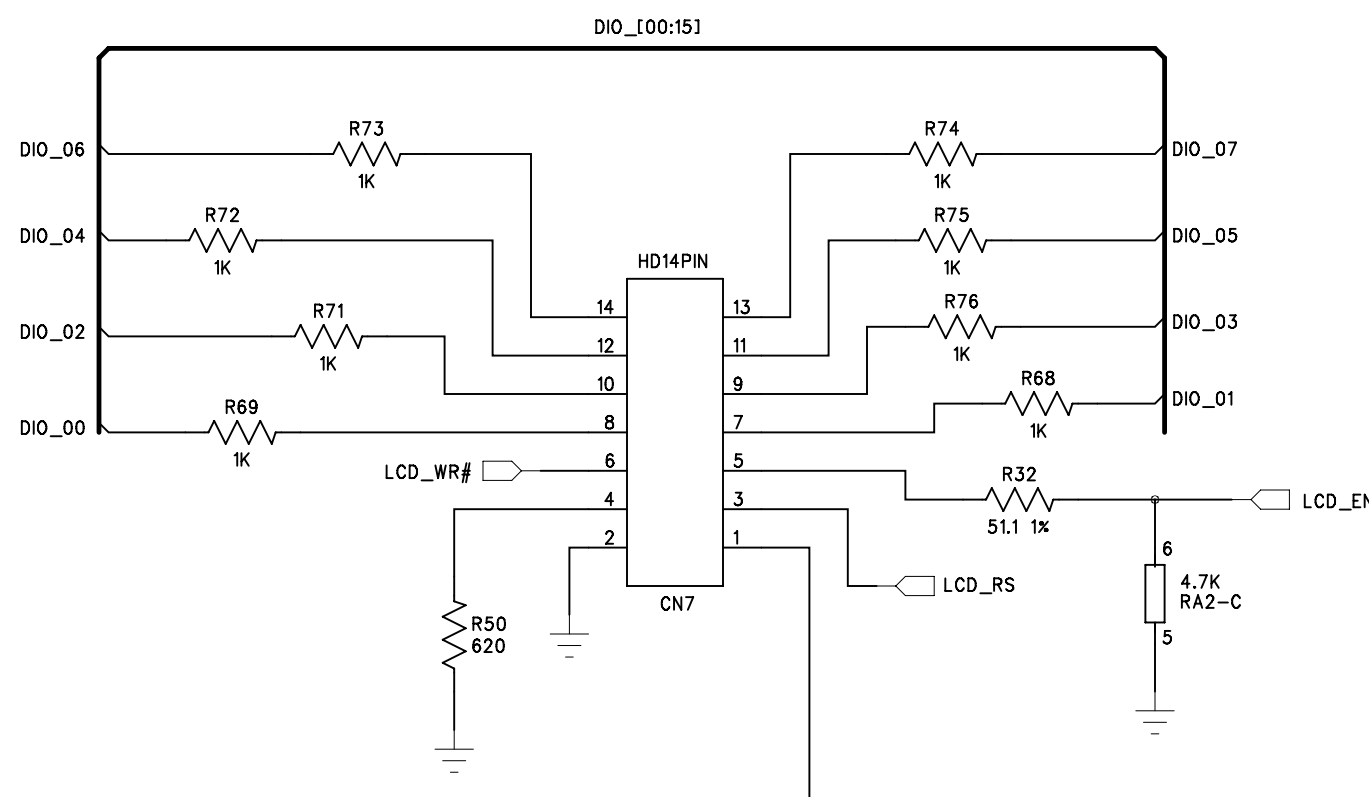 DIO_[00:15]
R73
R74
DIO_06
DIO_07
1K
1K
R72
R75
DIO_04
DIO_05
1K
1K
HD14PIN
R71
R76
14
13
DIO_02
DIO_03
12
11
1K
1K
10
9
R69
R68
DIO_00
DIO_01
8
7
1K
1K
LCD_WR#
6
5
R32
4
3
LCD_EN
51.1 1%
2
1
6
LCD_RS
4.7K
CN7
RA2-C
R50
620
5